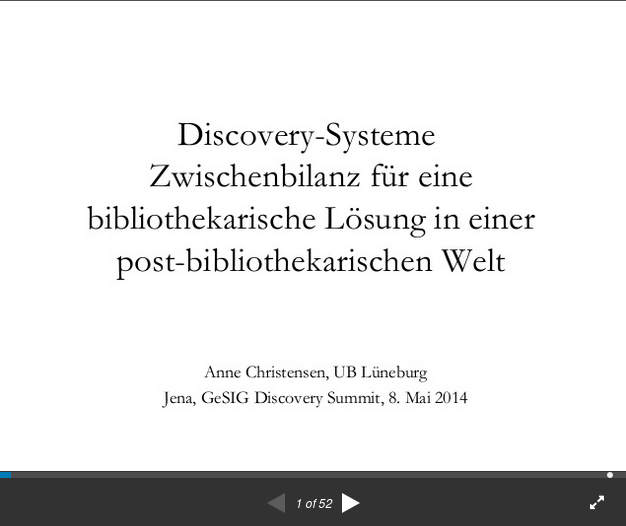 Discovery-Systeme
Zwischenbilanz für eine
bibliothekarische Lösung in einer
post-bibliothekarischen Welt
Anne Christensen, UB Lüneburg
Jena, GeSIG Discovery Summit, 8. Mai 2014
1 of 52